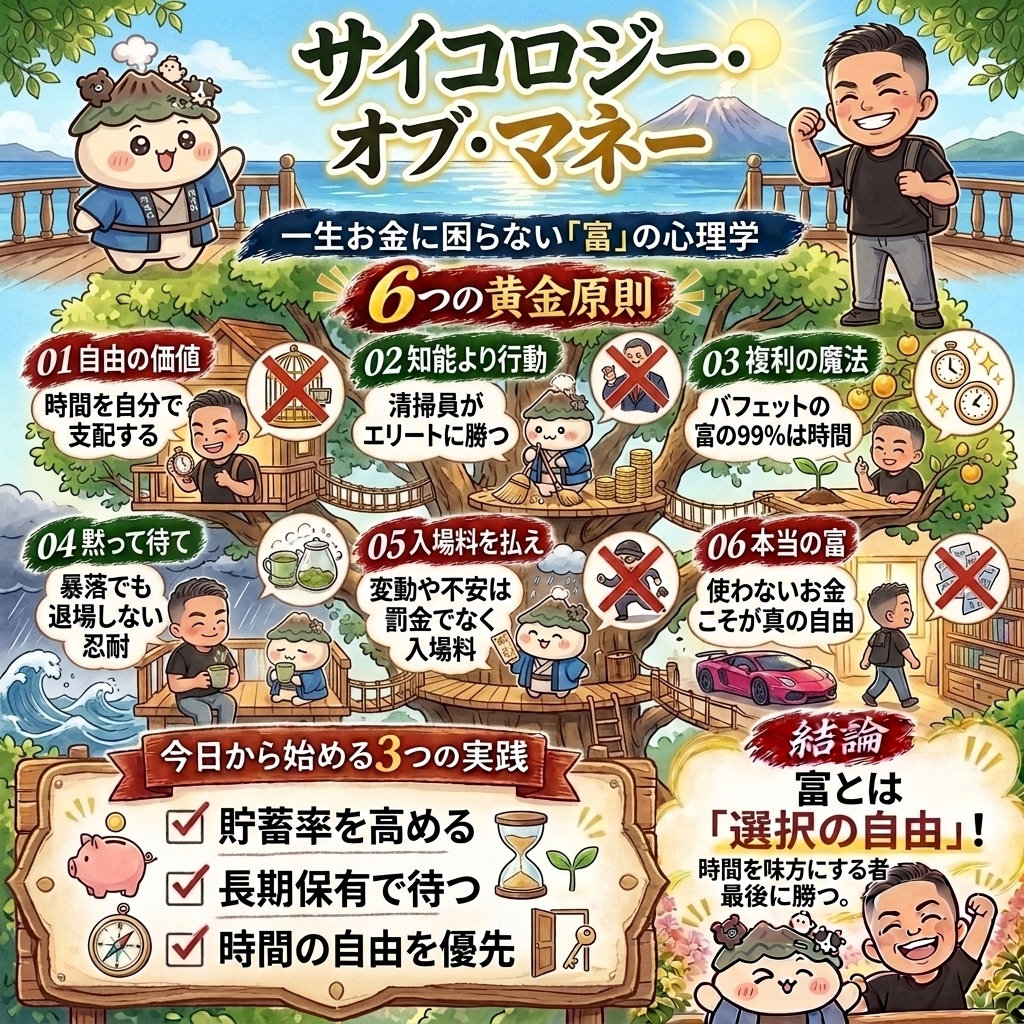 サイコロジー・
オブ・マネー
一生お金に困らない「富」の心理学
6つの黄金原則
01 自由の価値
時間を自分で
支配する
02 知能より行動
清掃員が
エリートに勝つ
03 複利の魔法
バフェットの
富の99%は時間
04 黙って待て
暴落でも
退場しない
忍耐
05 入場料を払え
変動や不安は
罰金でなく
入場料
06 本当の富
使わないお金
こそが真の自由
今日から始める3つの実践
貯蓄率を高める
長期保有で待つ
時間の自由を優先
結論
富とは
「選択の自由」!
時間を味方にする者
最後に勝つ。